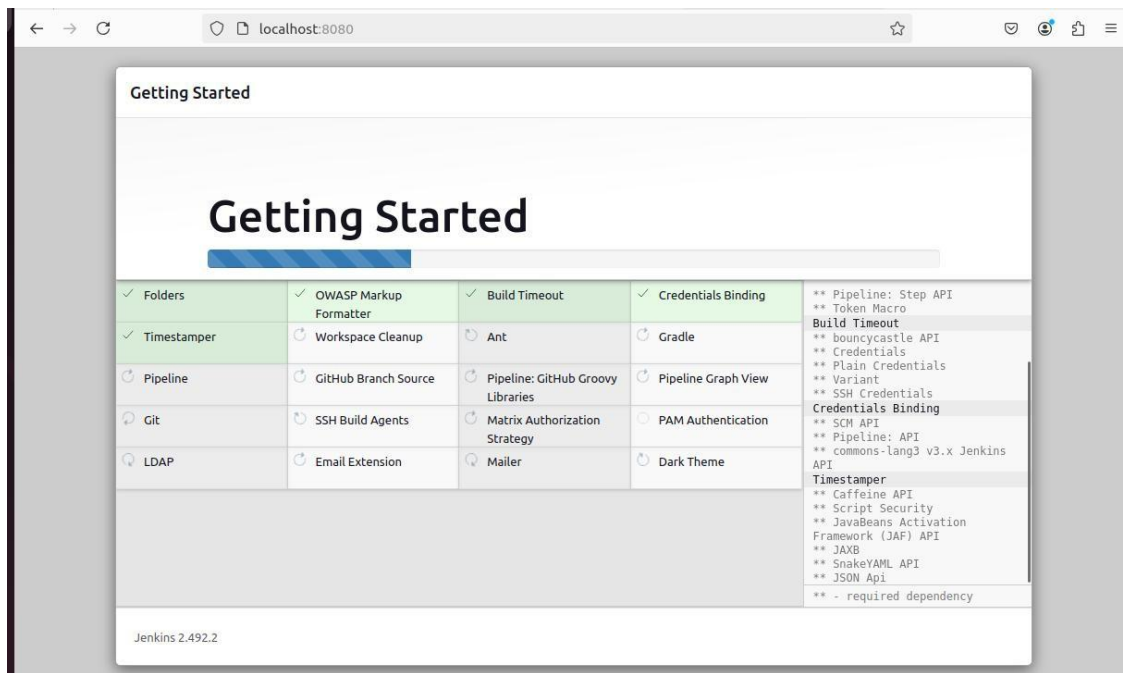 localhost:8080
Getting Started
Getting Started
Folders
OWASP Markup
Formatter
Build Timeout
Credentials Binding
Timestamper
Workspace Cleanup
Ant
Gradle
Pipeline
GitHub Branch Source
Pipeline: GitHub Groovy
Libraries
Pipeline Graph View
Git
SSH Build Agents
Matrix Authorization
Strategy
PAM Authentication
LDAP
Email Extension
Mailer
Dark Theme
** Pipeline: Step API
** Token Macro
Build Timeout
** bouncycastle API
** Credentials
** Plain Credentials
** Variant
** SSH Credentials
Credentials Binding
** SCM API
** Pipeline: API
** commons-lang3 v3.x Jenkins
API
Timestamper
** Caffeine API
** Script Security
** JavaBeans Activation
Framework (JAF) API
** JAXB
** SnakeYAML API
** JSON Api
** - required dependency
Jenkins 2.492.2